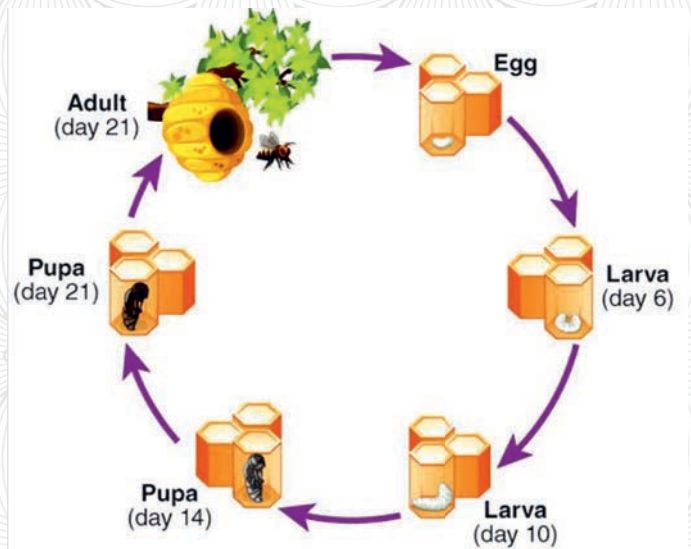 Egg
Larva
(day 6)
Larva
(day 10)
Pupa
(day 14)
Pupa
(day 21)
Adult
(day 21)